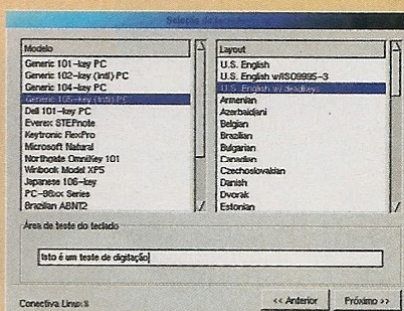 Seleção de teclado
Modelo
Generic 101-key PC
Generic 102-key (intl) PC
Generic 104-key PC
Generic 105-key (intl) PC
Dell 101-key PC
Everex STEPnote
Keytronic FlexPro
Microsoft Natural
Northgate OmniKey 101
Winbook Model XP5
Japanese 106-key
PC-98xx Series
Brazilian ABNT2
Layout
U.S. English
U.S. English w/ISO9995-3
U.S. English w/ deadkeys
Armenian
Azerbaidjani
Belgian
Brazilian
Bulgarian
Canadian
Czechoslovakian
Danish
Dvorak
Estonian
Área de teste do teclado
Isto é um teste de digitação
Conectiva Linux 8
<< Anterior
Próximo >>